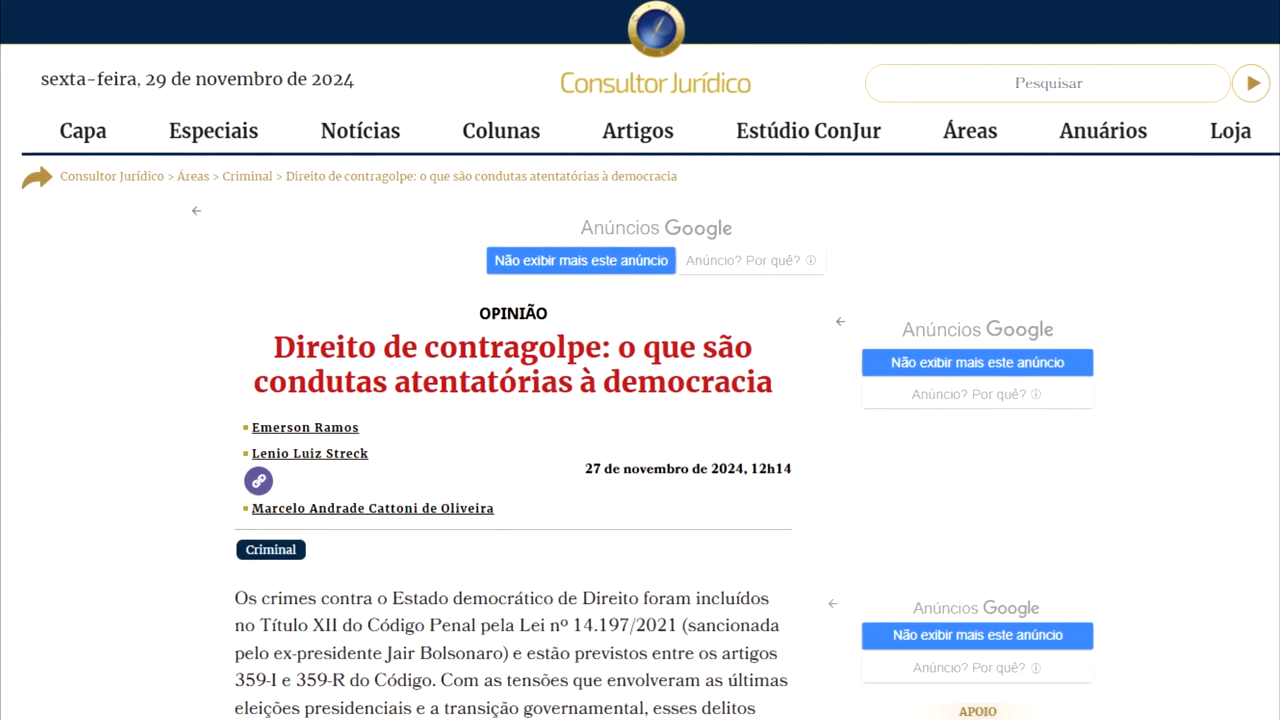 sexta-feira, 29 de novembro de 2024
Consultor Jurídico
Pesquisar
Capa
Especiais
Notícias
Colunas
Artigos
Estúdio ConJur
Áreas
Anuários
Loja
Consultor Jurídico > Áreas > Criminal > Direito de contragolpe: o que são condutas atentatórias à democracia
Anúncios Google
Não exibir mais este anúncio
Anúncio? Por quê?
OPINIÃO
Direito de contragolpe: o que são
condutas atentatórias à democracia
Emerson Ramos
Lenio Luiz Streck
27 de novembro de 2024, 12h14
Marcelo Andrade Cattoni de Oliveira
Criminal
Os crimes contra o Estado democrático de Direito foram incluídos
no Título XII do Código Penal pela Lei nº 14.197/2021 (sancionada
pelo ex-presidente Jair Bolsonaro) e estão previstos entre os artigos
359-I e 359-R do Código. Com as tensões que envolveram as últimas
eleições presidenciais e a transição governamental, esses delitos
Anúncios Google
Não exibir mais este anúncio
Anúncio? Por quê?
Anúncios Google
Não exibir mais este anúncio
Anúncio? Por quê?
APOIO